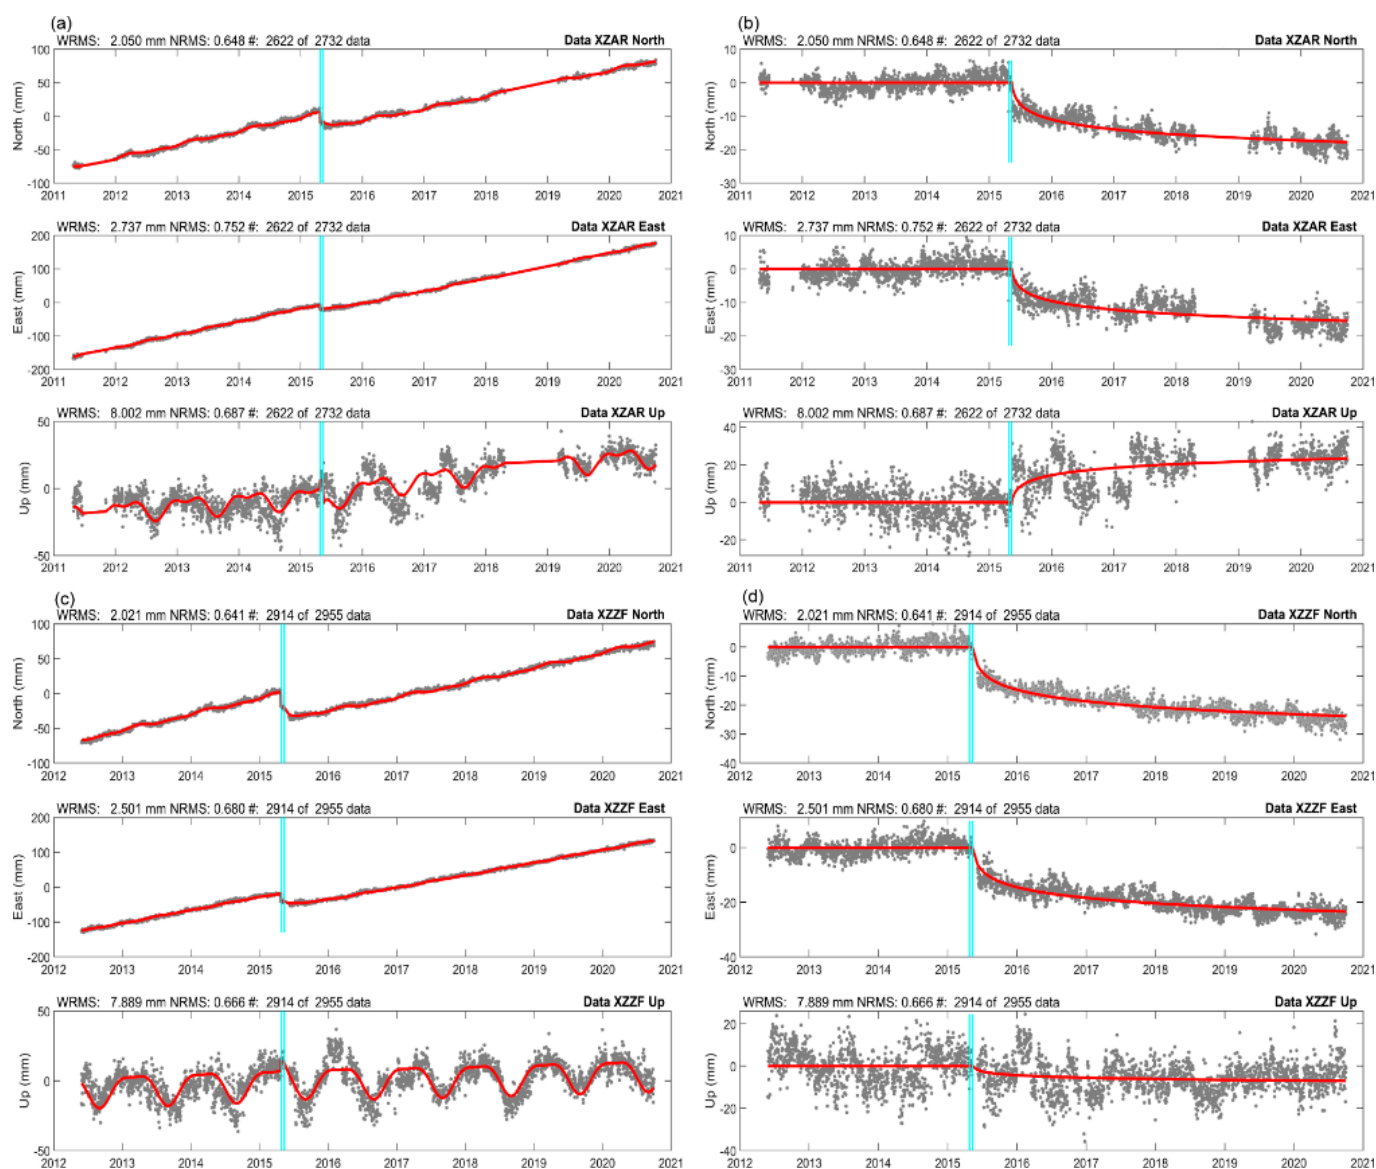 (a)
WRMS: 2.050 mm NRMS: 0.648 #: 2622 of 2732 data Data XZAR North
100
50
0
-50
-100
North (mm)
2011 2012 2013 2014 2015 2016 2017 2018 2019 2020 2021
WRMS: 2.737 mm NRMS: 0.752 #: 2622 of 2732 data Data XZAR East
200
100
0
-100
-200
East (mm)
2011 2012 2013 2014 2015 2016 2017 2018 2019 2020 2021
WRMS: 8.002 mm NRMS: 0.687 #: 2622 of 2732 data Data XZAR Up
50
0
-50
Up (mm)
2011 2012 2013 2014 2015 2016 2017 2018 2019 2020 2021
(b)
WRMS: 2.050 mm NRMS: 0.648 #: 2622 of 2732 data Data XZAR North
10
0
-10
-20
-30
North (mm)
2011 2012 2013 2014 2015 2016 2017 2018 2019 2020 2021
WRMS: 2.737 mm NRMS: 0.752 #: 2622 of 2732 data Data XZAR East
10
0
-10
-20
-30
East (mm)
2011 2012 2013 2014 2015 2016 2017 2018 2019 2020 2021
WRMS: 8.002 mm NRMS: 0.687 #: 2622 of 2732 data Data XZAR Up
40
20
0
-20
Up (mm)
2011 2012 2013 2014 2015 2016 2017 2018 2019 2020 2021
(c)
WRMS: 2.021 mm NRMS: 0.641 #: 2914 of 2955 data Data XZZF North
100
50
0
-50
-100
North (mm)
2012 2013 2014 2015 2016 2017 2018 2019 2020 2021
WRMS: 2.501 mm NRMS: 0.680 #: 2914 of 2955 data Data XZZF East
200
100
0
-100
-200
East (mm)
2012 2013 2014 2015 2016 2017 2018 2019 2020 2021
WRMS: 7.889 mm NRMS: 0.666 #: 2914 of 2955 data Data XZZF Up
50
0
-50
Up (mm)
2012 2013 2014 2015 2016 2017 2018 2019 2020 2021
(d)
WRMS: 2.021 mm NRMS: 0.641 #: 2914 of 2955 data Data XZZF North
0
-10
-20
-30
-40
North (mm)
2012 2013 2014 2015 2016 2017 2018 2019 2020 2021
WRMS: 2.501 mm NRMS: 0.680 #: 2914 of 2955 data Data XZZF East
0
-20
-40
East (mm)
2012 2013 2014 2015 2016 2017 2018 2019 2020 2021
WRMS: 7.889 mm NRMS: 0.666 #: 2914 of 2955 data Data XZZF Up
20
0
-20
-40
Up (mm)
2012 2013 2014 2015 2016 2017 2018 2019 2020 2021